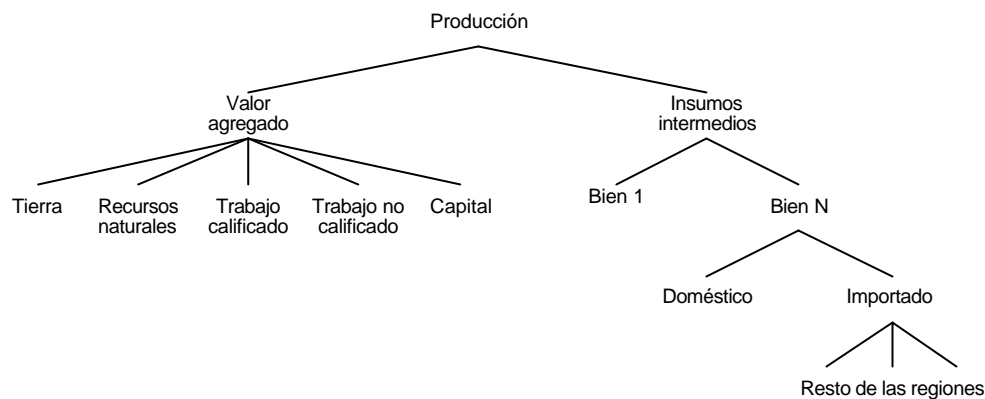 Producción
Valor
agregado
Insumos
intermedios
Tierra
Recursos
naturales
Trabajo
calificado
Trabajo no
calificado
Capital
Bien 1
Bien N
Doméstico
Importado
Resto de las regiones